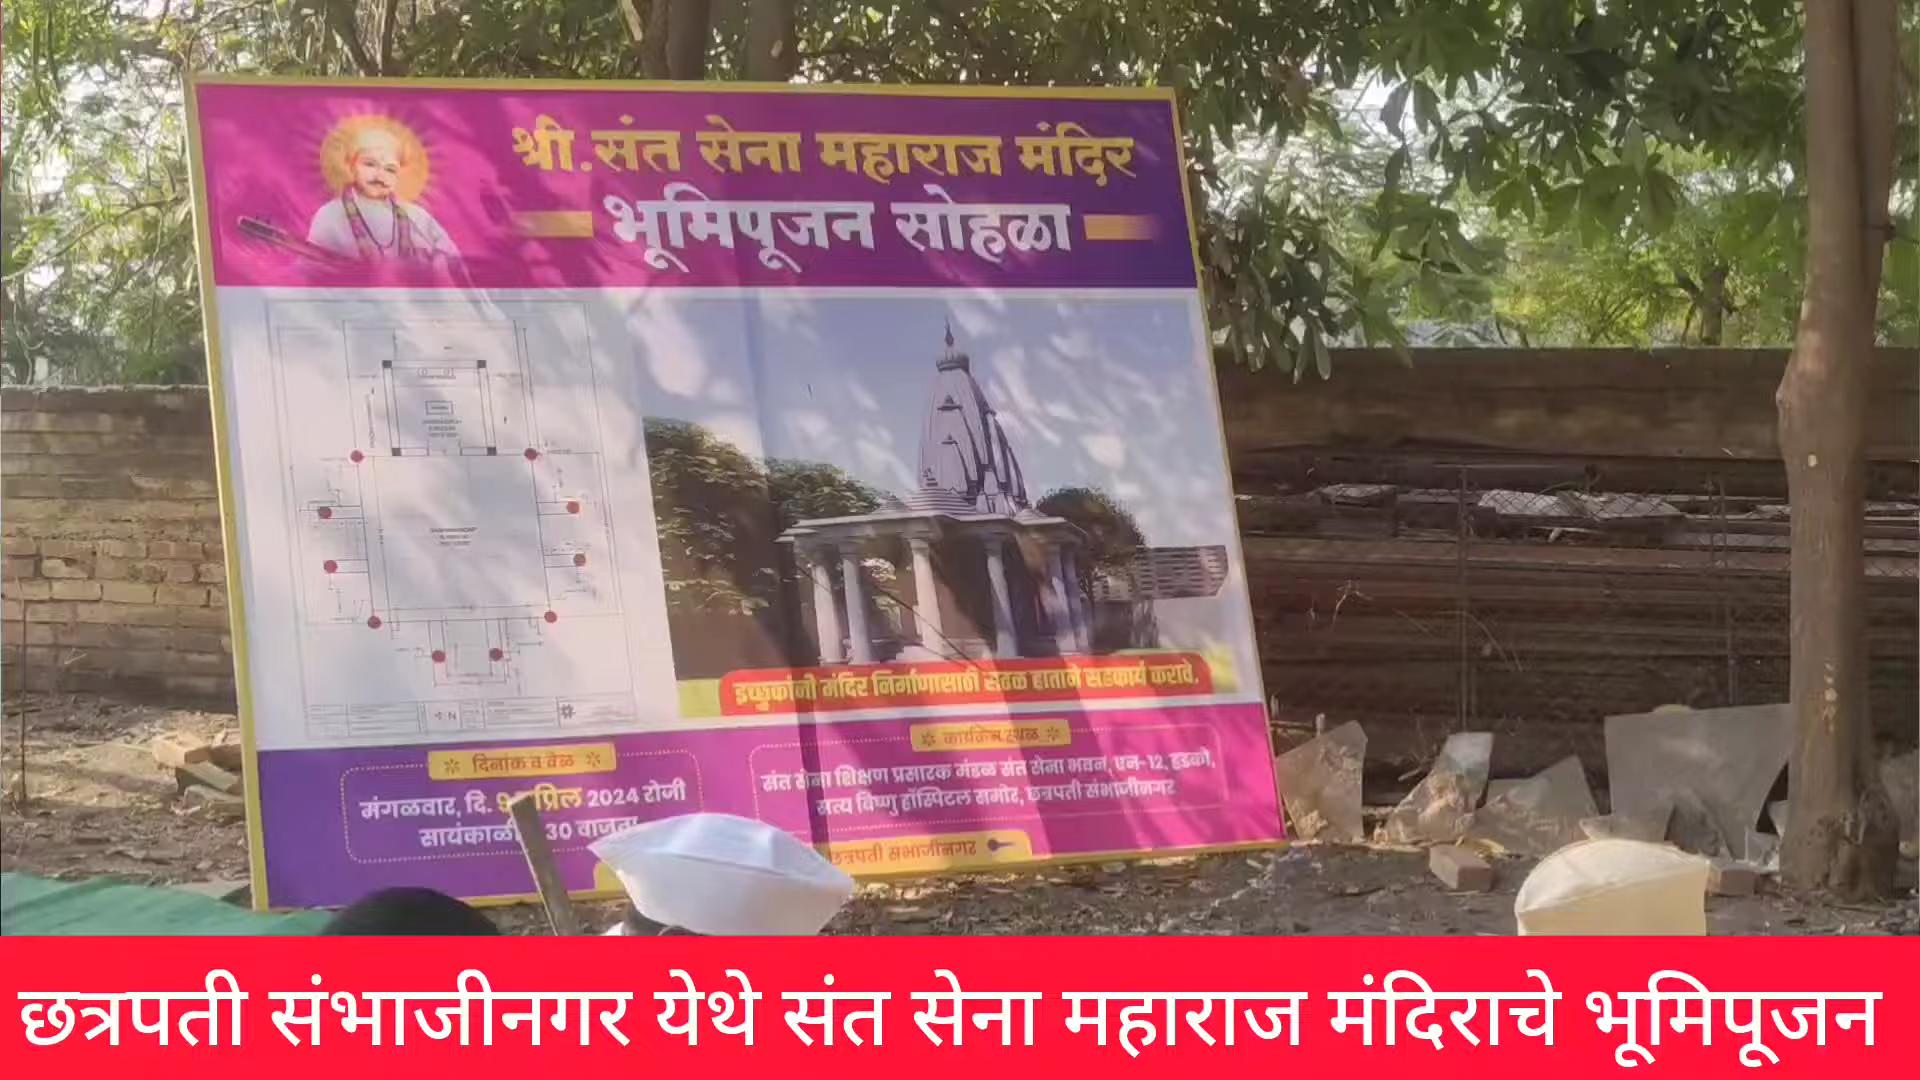 श्री.संत सेना महाराज मंदिर
भूमिपूजन सोहळा
इच्छुकांनी मंदिर निर्माणासाठी सढळ हाताने सहकार्य करावे.
दिनांक व वेळ
मंगळवार, दि. 2024 रोजी
सायंकाळी 30 वाजता
कार्यक्रम स्थळ
संत सेना शिक्षण प्रसारक मंडळ संत सेना भवन, एन-12, हडको,
सत्य विष्णु हॉस्पिटल समोर, छत्रपती संभाजीनगर
छत्रपती संभाजीनगर
N
छत्रपती संभाजीनगर येथे संत सेना महाराज मंदिराचे भूमिपूजन